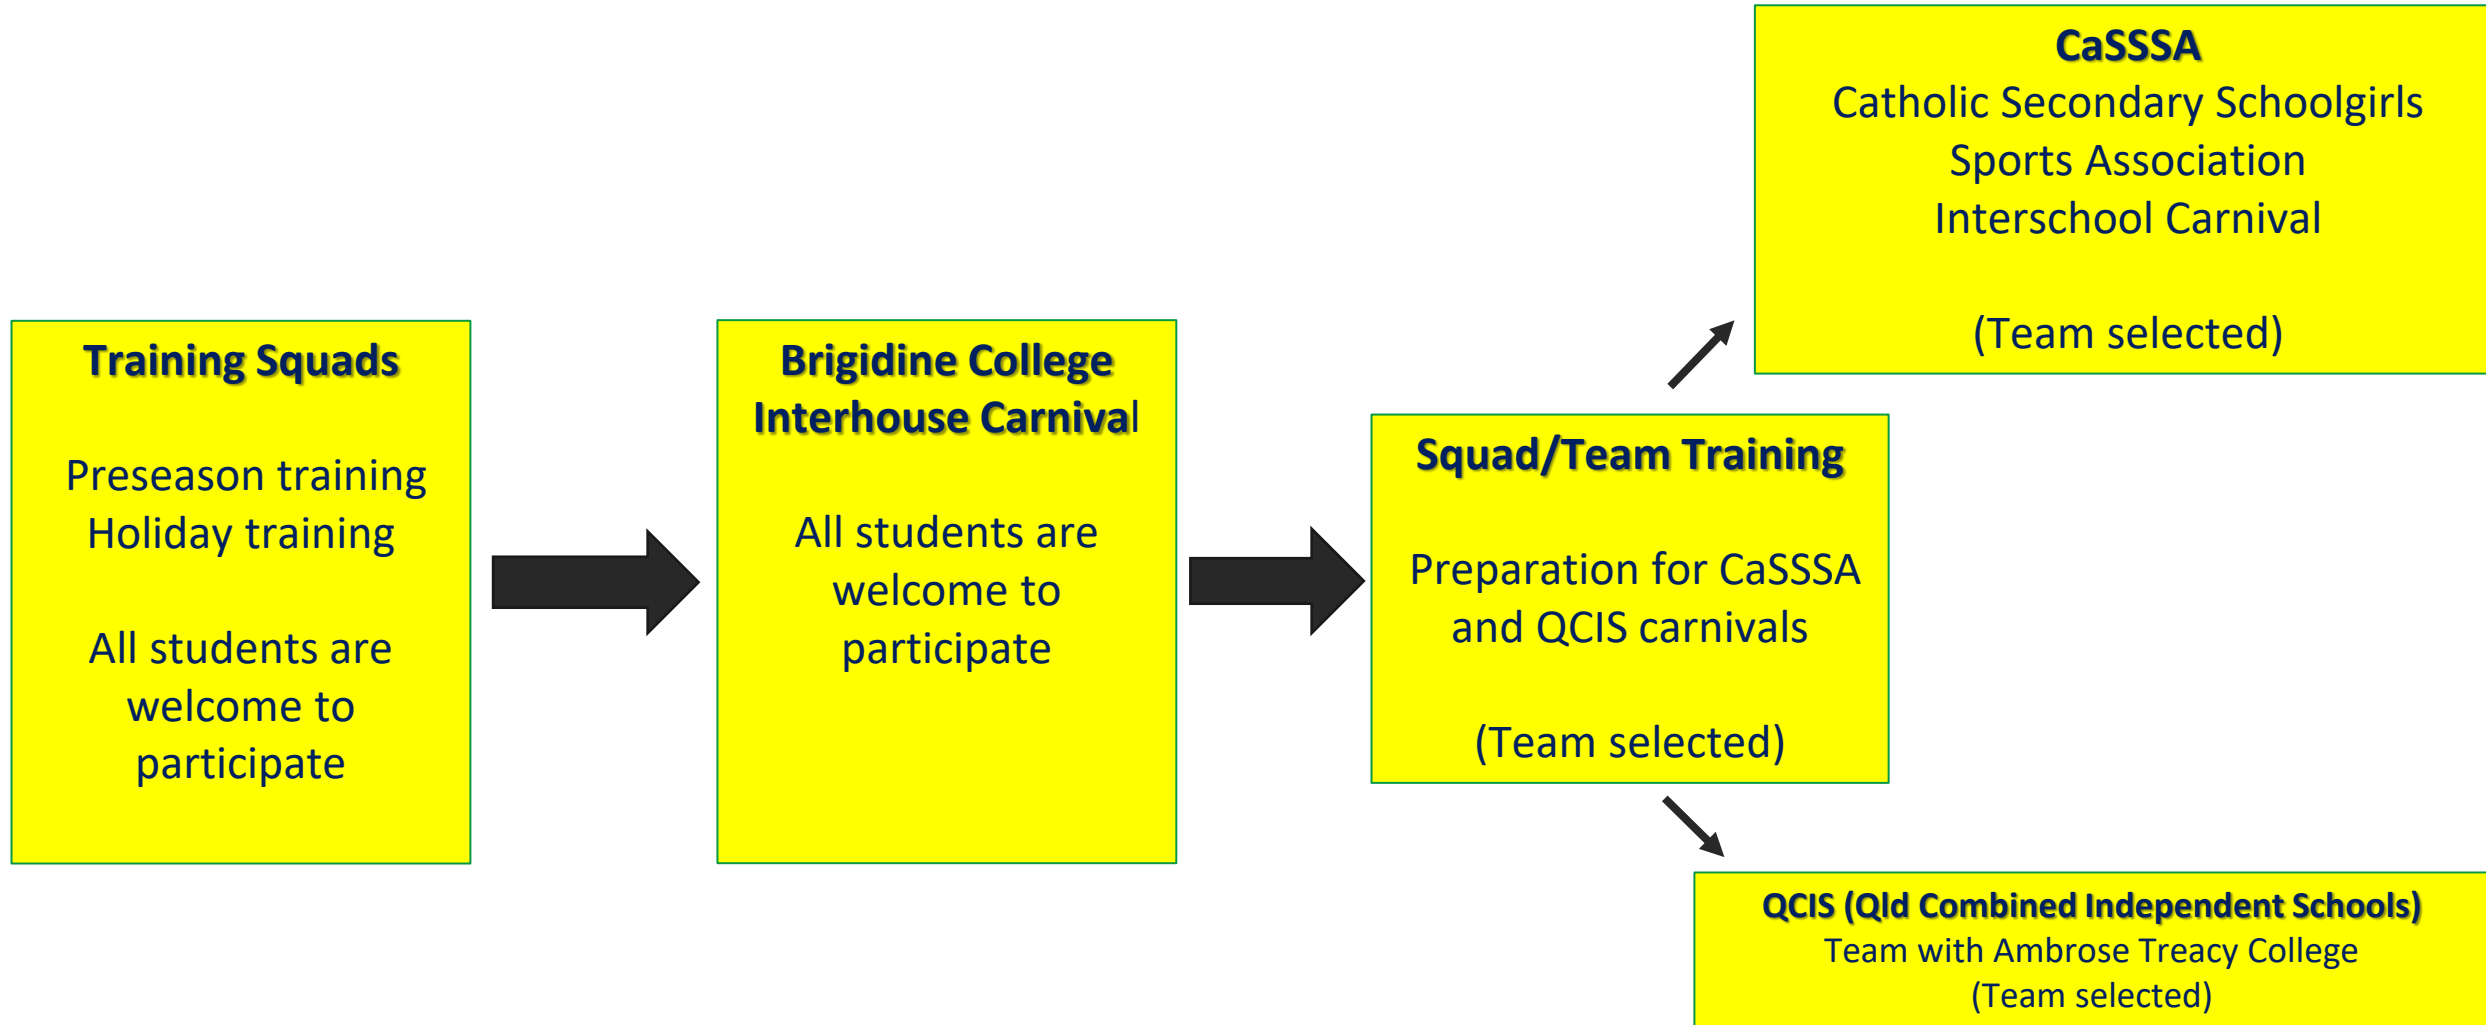 Training Squads
Preseason training
Holiday training
All students are
welcome to
participate
Brigidine College
Interhouse Carnival
All students are
welcome to
participate
Squad/Team Training
Preparation for CaSSSA
and QCIS carnivals
(Team selected)
CaSSSA
Catholic Secondary Schoolgirls
Sports Association
Interschool Carnival
(Team selected)
QCIS (Qld Combined Independent Schools)
Team with Ambrose Treacy College
(Team selected)